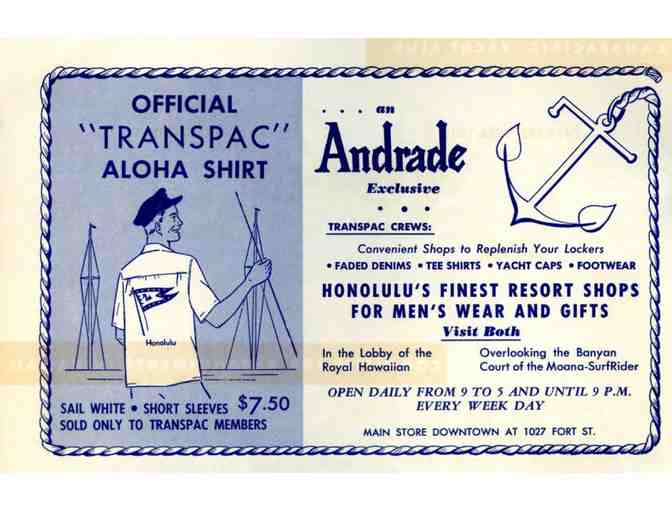 OFFICIAL
"TRANSPAC"
ALOHA SHIRT
Honolulu
SAIL WHITE • SHORT SLEEVES $7.50
SOLD ONLY TO TRANSPAC MEMBERS
. . . . an
Andrade
Exclusive
• • •
TRANSPAC CREWS:
Convenient Shops to Replenish Your Lockers
• FADED DENIMS • TEE SHIRTS • YACHT CAPS • FOOTWEAR
HONOLULU'S FINEST RESORT SHOPS
FOR MEN'S WEAR AND GIFTS
Visit Both
In the Lobby of the
Royal Hawaiian
Overlooking the Banyan
Court of the Moana-SurfRider
OPEN DAILY FROM 9 TO 5 AND UNTIL 9 P.M.
EVERY WEEK DAY
MAIN STORE DOWNTOWN AT 1027 FORT ST.